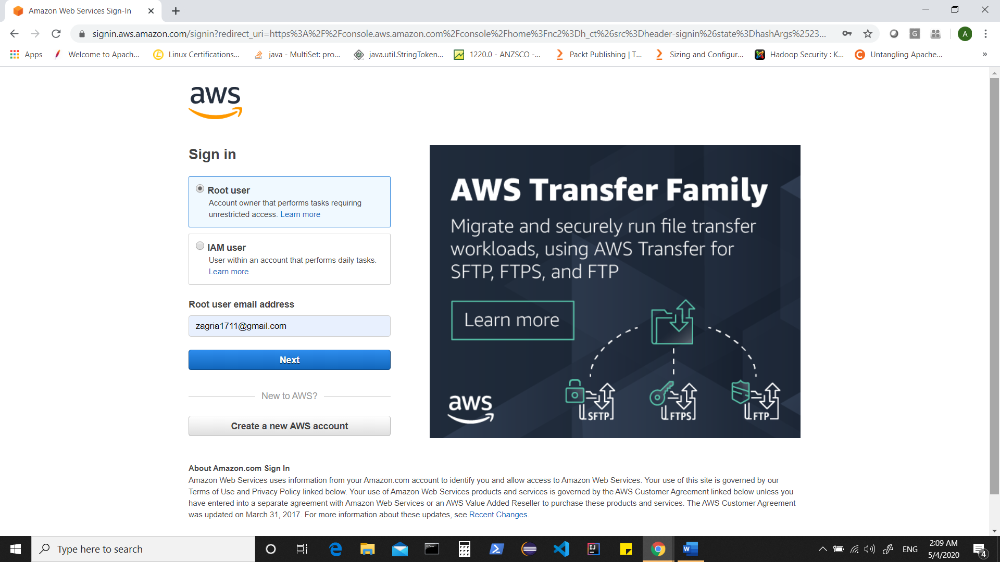 Amazon Web Services Sign-In
signin.aws.amazon.com/signin?redirect_uri=https%3A%2F%2Fconsole.aws.amazon.com%2Fconsole%2Fhome%3Fnc2%3Dh_ct%26src%3Dheader-signin%26state%3DhashArgs%2523...
G
A
Apps
Welcome to Apach...
Linux Certifications...
java - MultiSet: pro...
java.util.StringToken...
1220.0 - ANZSCO -...
Packt Publishing | T...
Sizing and Configur...
Hadoop Security : K...
Untangling Apache...
»
aws
Sign in
Root user
Account owner that performs tasks requiring
unrestricted access. Learn more
IAM user
User within an account that performs daily tasks.
Learn more
Root user email address
zagria1711@gmail.com
Next
New to AWS?
Create a new AWS account
AWS Transfer Family
Migrate and securely run file transfer
workloads, using AWS Transfer for
SFTP, FTPS, and FTP
Learn more
aws
SFTP
FTPS
FTP
About Amazon.com Sign In
Amazon Web Services uses information from your Amazon.com account to identify you and allow access to Amazon Web Services. Your use of this site is governed by our
Terms of Use and Privacy Policy linked below. Your use of Amazon Web Services products and services is governed by the AWS Customer Agreement linked below unless you
have entered into a separate agreement with Amazon Web Services or an AWS Value Added Reseller to purchase these products and services. The AWS Customer Agreement
was updated on March 31, 2017. For more information about these updates, see Recent Changes.
Type here to search
IJ
W
ENG
2:09 AM
5/4/2020
4